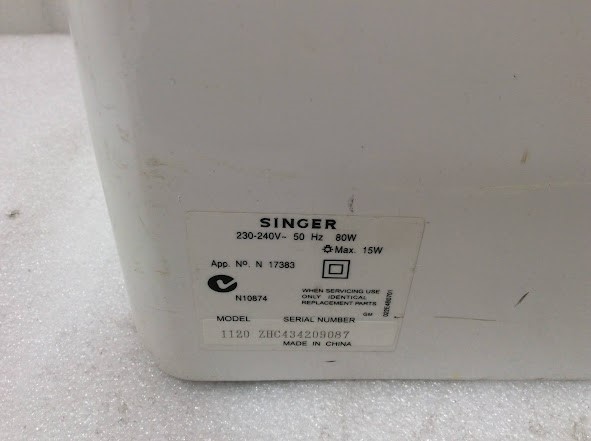 SINGER
230-240V~ 50 Hz 80W
Max. 15W
App. Nº. N 17383
N10874
WHEN SERVICING USE
ONLY IDENTICAL
REPLACEMENT PARTS
GM
MODEL SERIAL NUMBER
1120 ZHC434209087
MADE IN CHINA